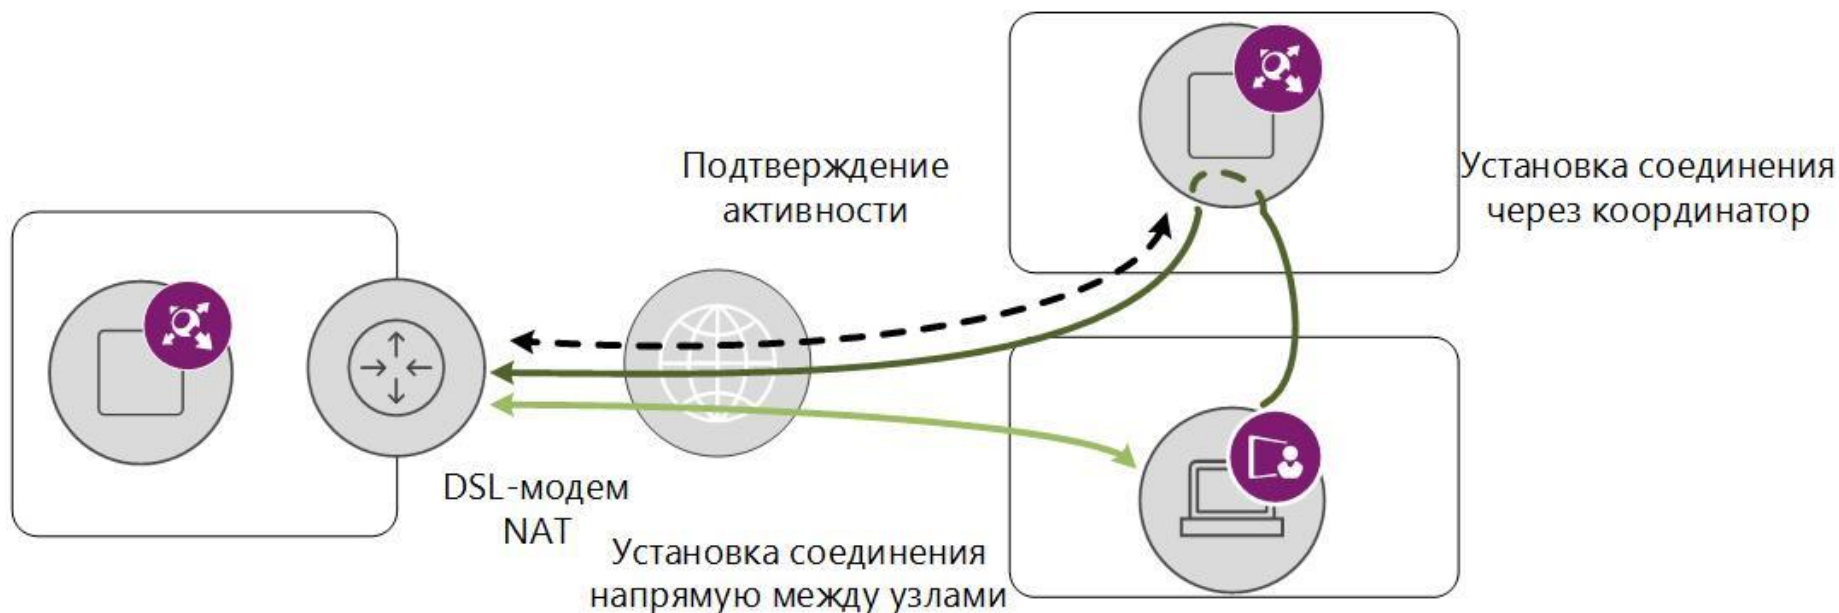 Подтверждение
активности
Установка соединения
через координатор
DSL-модем
NAT
Установка соединения
напрямую между узлами